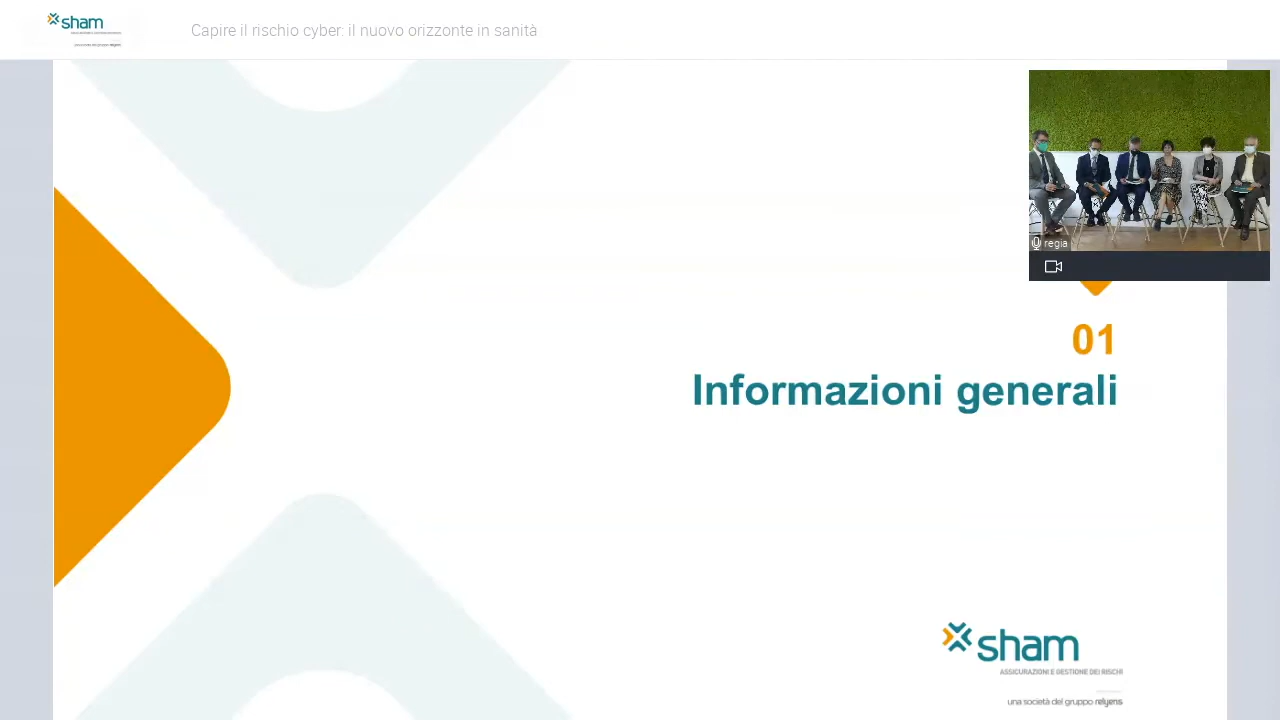 sham
Capire il rischio cyber: il nuovo orizzonte in sanità
regia
01
Informazioni generali
sham
ASSICURAZIONI E GESTIONE DEI RISCHI
una società del gruppo relyens